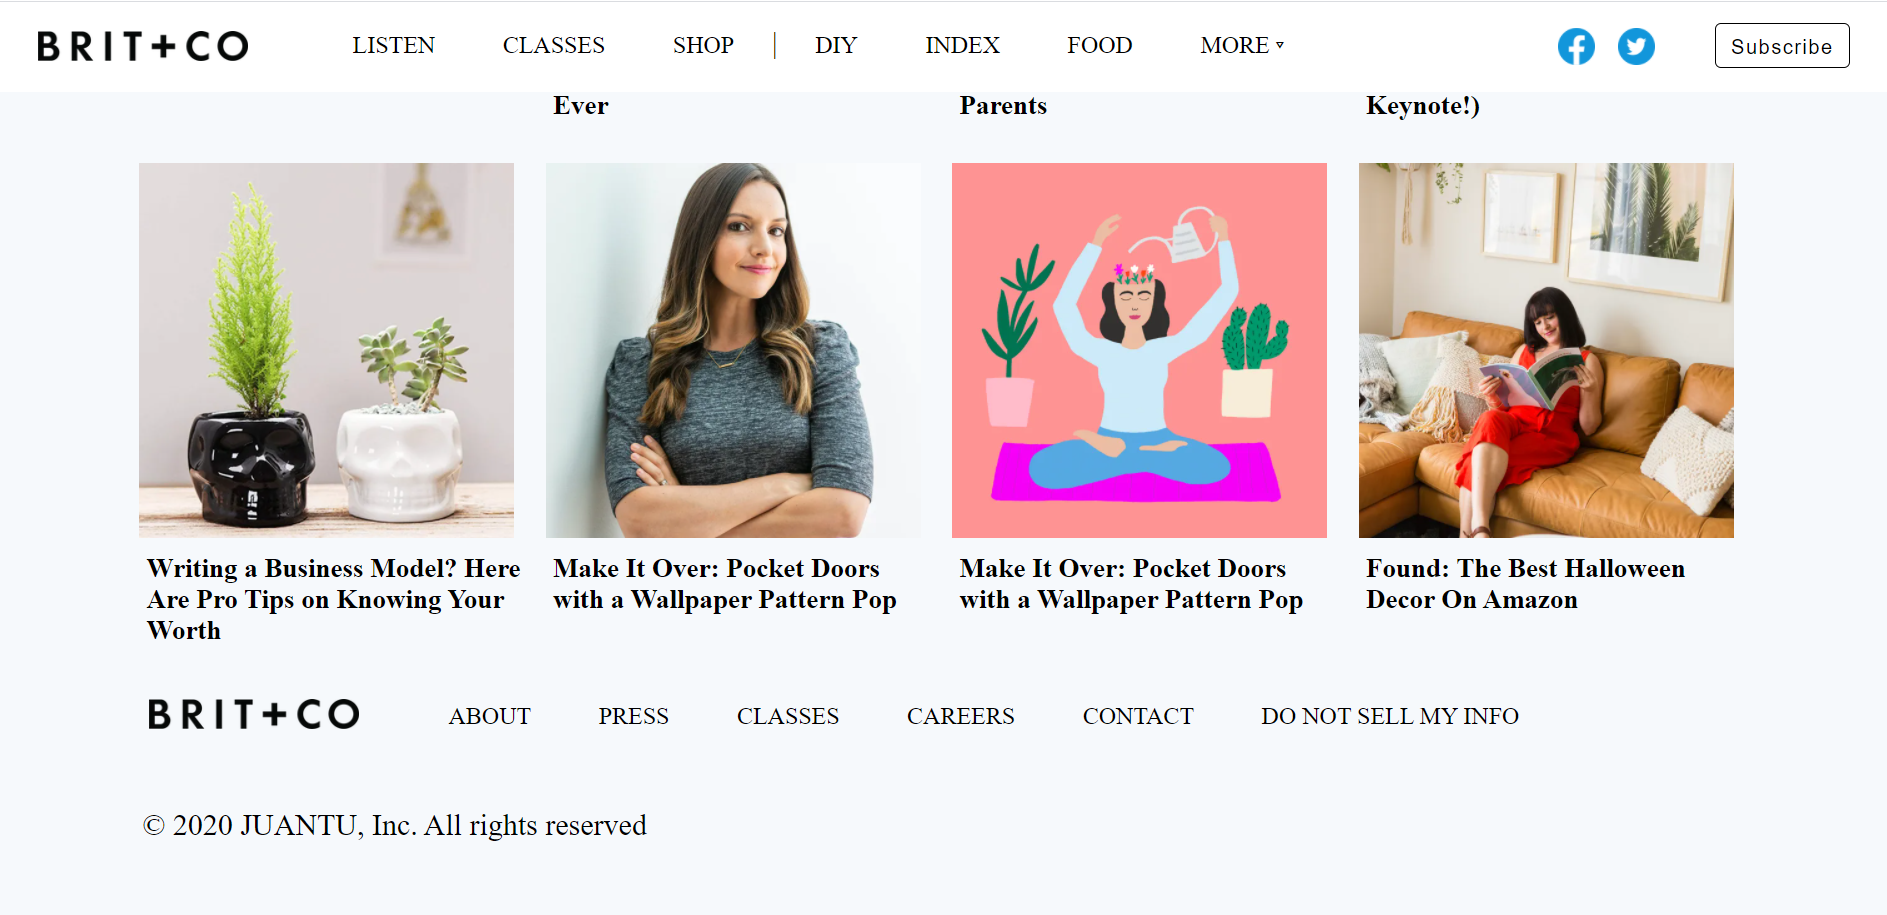 BRIT+CO LISTEN CLASSES SHOP | DIY INDEX FOOD MORE ▿ Subscribe
Ever
Parents
Keynote!)
Writing a Business Model? Here
Are Pro Tips on Knowing Your
Worth
Make It Over: Pocket Doors
with a Wallpaper Pattern Pop
Make It Over: Pocket Doors
with a Wallpaper Pattern Pop
Found: The Best Halloween
Decor On Amazon
BRIT+CO ABOUT PRESS CLASSES CAREERS CONTACT DO NOT SELL MY INFO
© 2020 JUANTU, Inc. All rights reserved